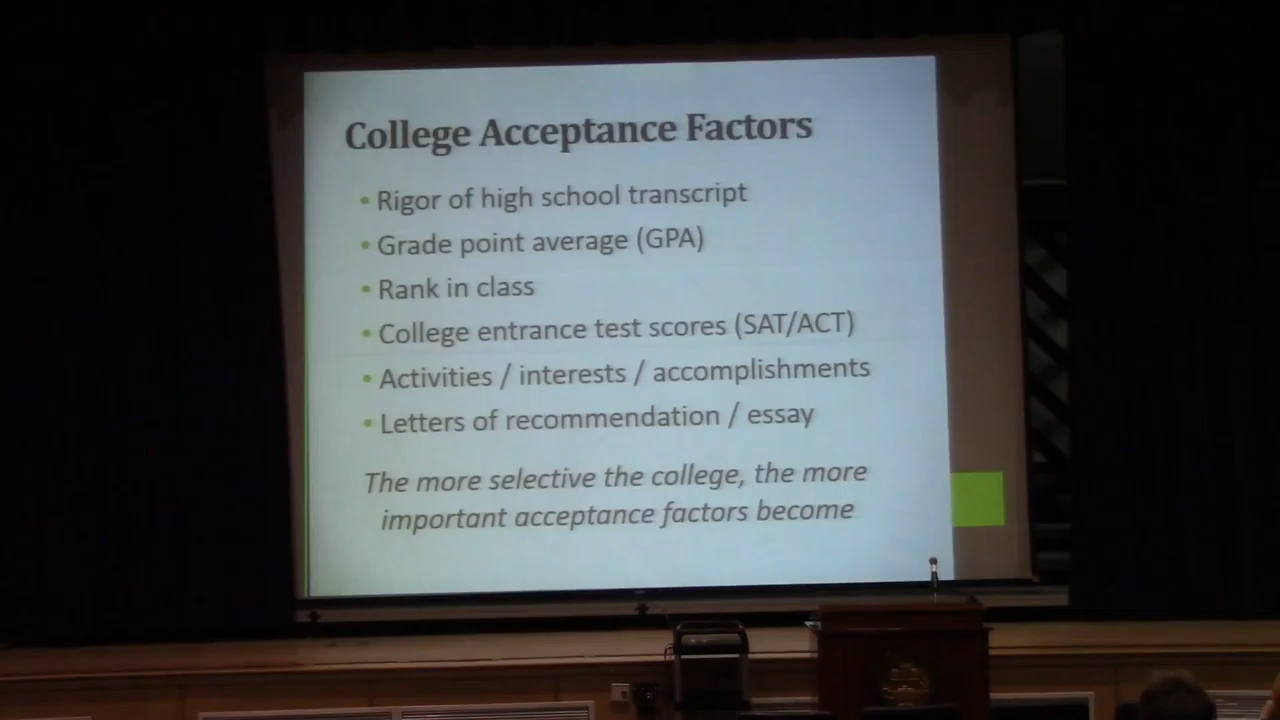 College Acceptance Factors
• Rigor of high school transcript
• Grade point average (GPA)
• Rank in class
• College entrance test scores (SAT/ACT)
• Activities / interests / accomplishments
• Letters of recommendation / essay
The more selective the college, the more
important acceptance factors become